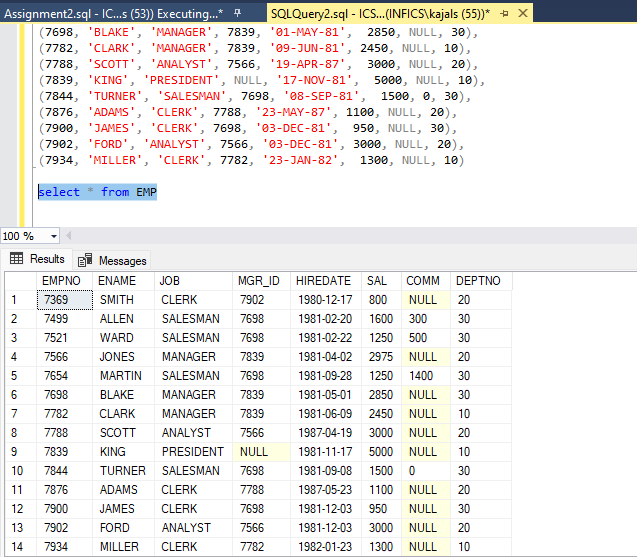 Assignment2.sql - IC...s (53)) Executing...* SQLQuery2.sql - ICS...(INFICS\kajals (55))*
(7698, 'BLAKE', 'MANAGER', 7839, '01-MAY-81', 2850, NULL, 30),
(7782, 'CLARK', 'MANAGER', 7839, '09-JUN-81', 2450, NULL, 10),
(7788, 'SCOTT', 'ANALYST', 7566, '19-APR-87', 3000, NULL, 20),
(7839, 'KING', 'PRESIDENT', NULL, '17-NOV-81', 5000, NULL, 10),
(7844, 'TURNER', 'SALESMAN', 7698, '08-SEP-81', 1500, 0, 30),
(7876, 'ADAMS', 'CLERK', 7788, '23-MAY-87', 1100, NULL, 20),
(7900, 'JAMES', 'CLERK', 7698, '03-DEC-81', 950, NULL, 30),
(7902, 'FORD', 'ANALYST', 7566, '03-DEC-81', 3000, NULL, 20),
(7934, 'MILLER', 'CLERK', 7782, '23-JAN-82', 1300, NULL, 10)
select * from EMP
100 %
Results Messages
EMPNO ENAME JOB MGR_ID HIREDATE SAL COMM DEPTNO
1 7369 SMITH CLERK 7902 1980-12-17 800 NULL 20
2 7499 ALLEN SALESMAN 7698 1981-02-20 1600 300 30
3 7521 WARD SALESMAN 7698 1981-02-22 1250 500 30
4 7566 JONES MANAGER 7839 1981-04-02 2975 NULL 20
5 7654 MARTIN SALESMAN 7698 1981-09-28 1250 1400 30
6 7698 BLAKE MANAGER 7839 1981-05-01 2850 NULL 30
7 7782 CLARK MANAGER 7839 1981-06-09 2450 NULL 10
8 7788 SCOTT ANALYST 7566 1987-04-19 3000 NULL 20
9 7839 KING PRESIDENT NULL 1981-11-17 5000 NULL 10
10 7844 TURNER SALESMAN 7698 1981-09-08 1500 0 30
11 7876 ADAMS CLERK 7788 1987-05-23 1100 NULL 20
12 7900 JAMES CLERK 7698 1981-12-03 950 NULL 30
13 7902 FORD ANALYST 7566 1981-12-03 3000 NULL 20
14 7934 MILLER CLERK 7782 1982-01-23 1300 NULL 10